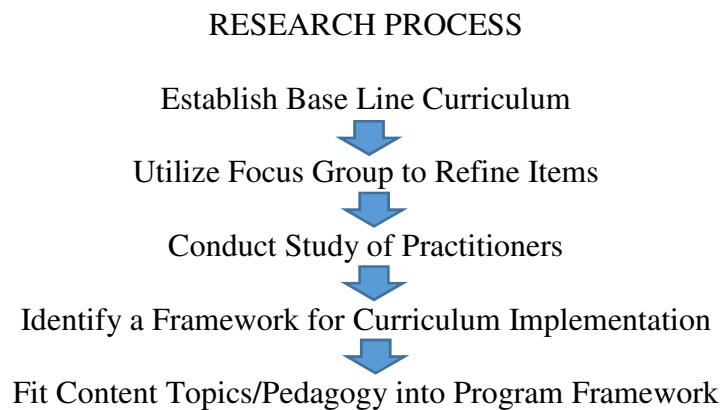 RESEARCH PROCESS
Establish Base Line Curriculum
Utilize Focus Group to Refine Items
Conduct Study of Practitioners
Identify a Framework for Curriculum Implementation
Fit Content Topics/Pedagogy into Program Framework